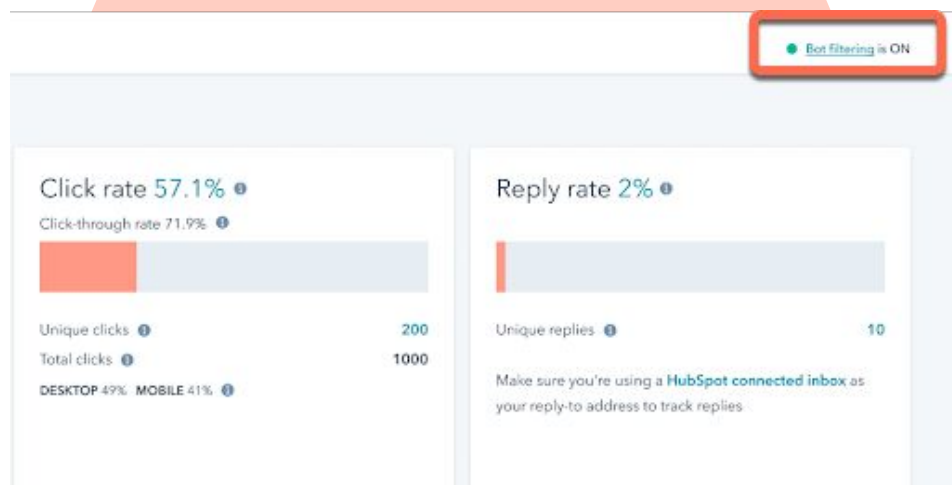 Bot filtering is ON
Click rate 57.1%
Click-through rate 71.9%
Unique clicks 200
Total clicks 1000
DESKTOP 49% MOBILE 41%
Reply rate 2%
Unique replies 10
Make sure you're using a HubSpot connected inbox as
your reply-to address to track replies